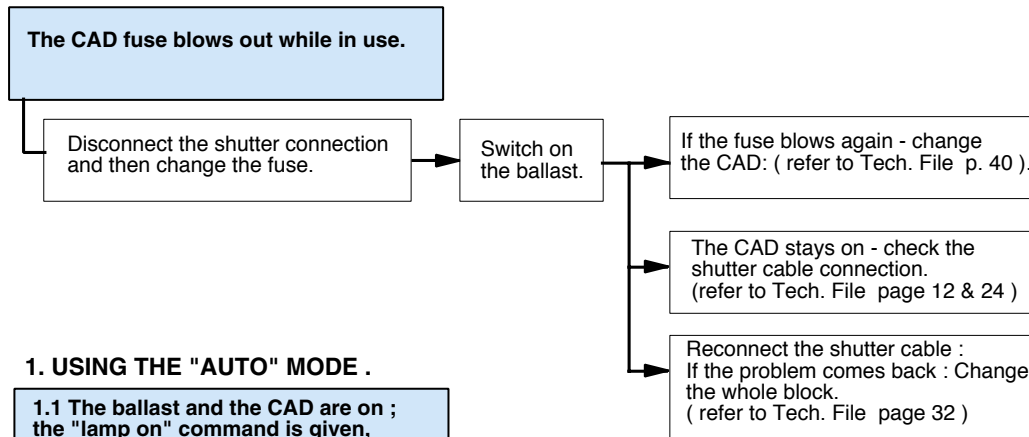 The CAD fuse blows out while in use.
Disconnect the shutter connection
and then change the fuse.
Switch on
the ballast.
If the fuse blows again - change
the CAD: ( refer to Tech. File p. 40 ).
The CAD stays on - check the
shutter cable connection.
(refer to Tech. File page 12 & 24 )
Reconnect the shutter cable :
If the problem comes back : Change
the whole block.
( refer to Tech. File page 32 )
1. USING THE "AUTO" MODE .
1.1 The ballast and the CAD are on ;
the "lamp on" command is given,